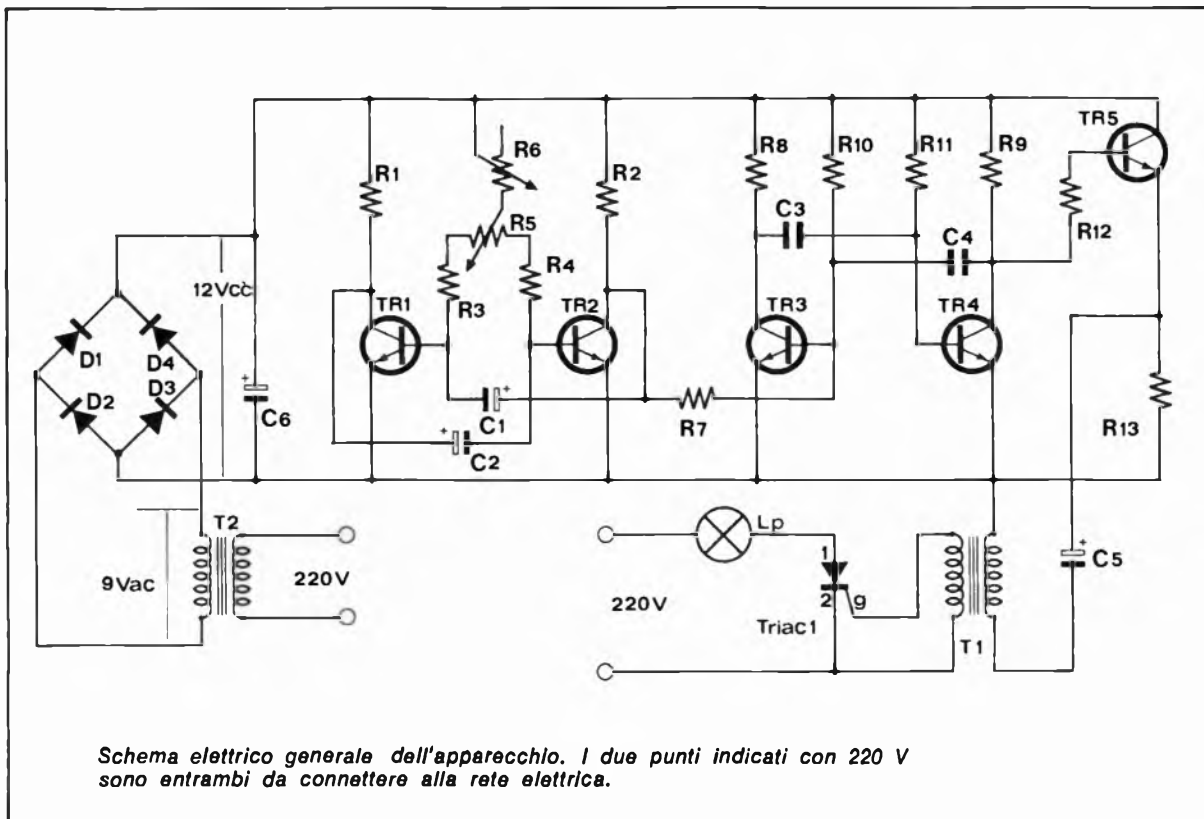 TR5
R6
R8
R10
R11
R9
R1
R2
R5
C3
R12
C4
12Vcc
R4
R3
TR1
TR2
TR3
TR4
D1
D4
D2
D3
+
C6
+
C1
R7
R13
+
C2
T2
Lp
9Vac
220V
1
+
C5
220V
2
g
Triac1
T1
Schema elettrico generale dell'apparecchio. I due punti indicati con 220 V
sono entrambi da connettere alla rete elettrica.